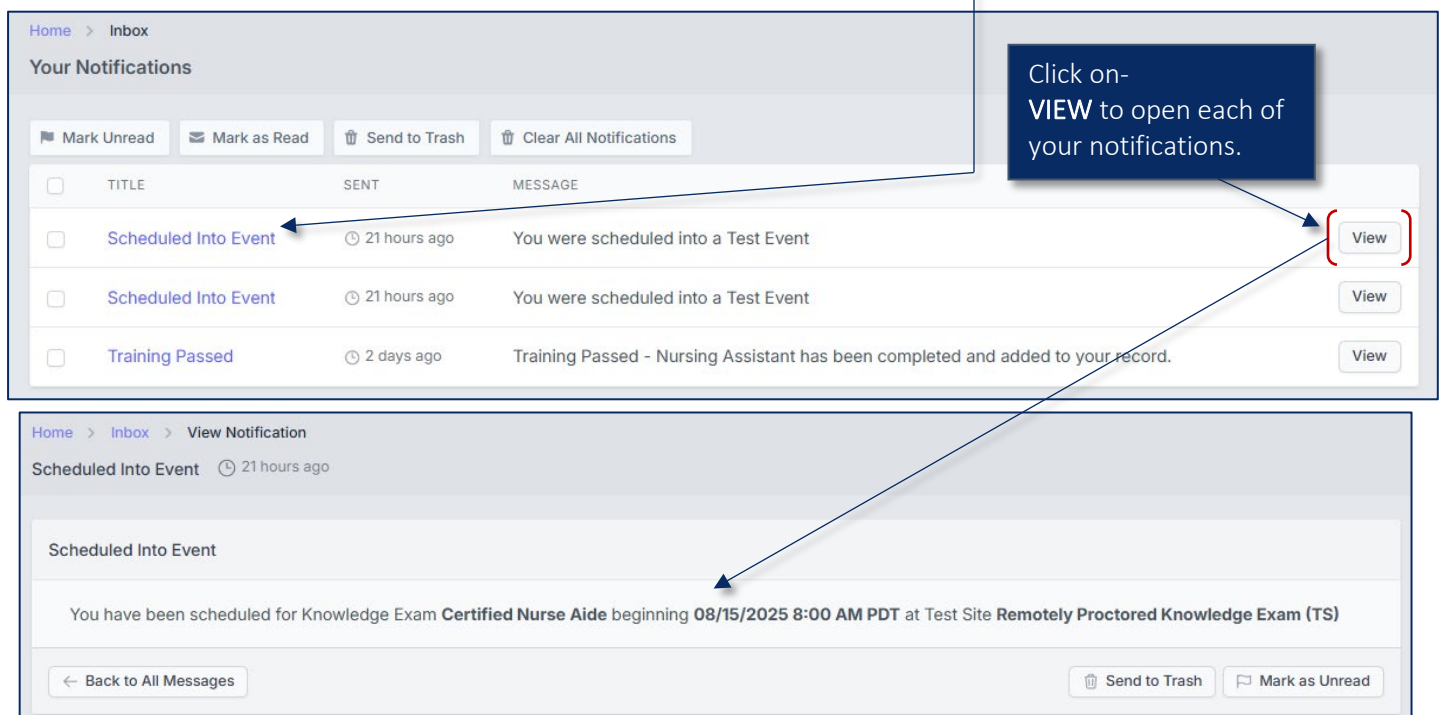 Home > Inbox
Your Notifications
Click on-
VIEW to open each of
your notifications.
Mark Unread Mark as Read Send to Trash Clear All Notifications
TITLE SENT MESSAGE
Scheduled Into Event 21 hours ago You were scheduled into a Test Event View
Scheduled Into Event 21 hours ago You were scheduled into a Test Event View
Training Passed 2 days ago Training Passed - Nursing Assistant has been completed and added to your record. View
Home > Inbox > View Notification
Scheduled Into Event 21 hours ago
Scheduled Into Event
You have been scheduled for Knowledge Exam Certified Nurse Aide beginning 08/15/2025 8:00 AM PDT at Test Site Remotely Proctored Knowledge Exam (TS)
← Back to All Messages Send to Trash Mark as Unread